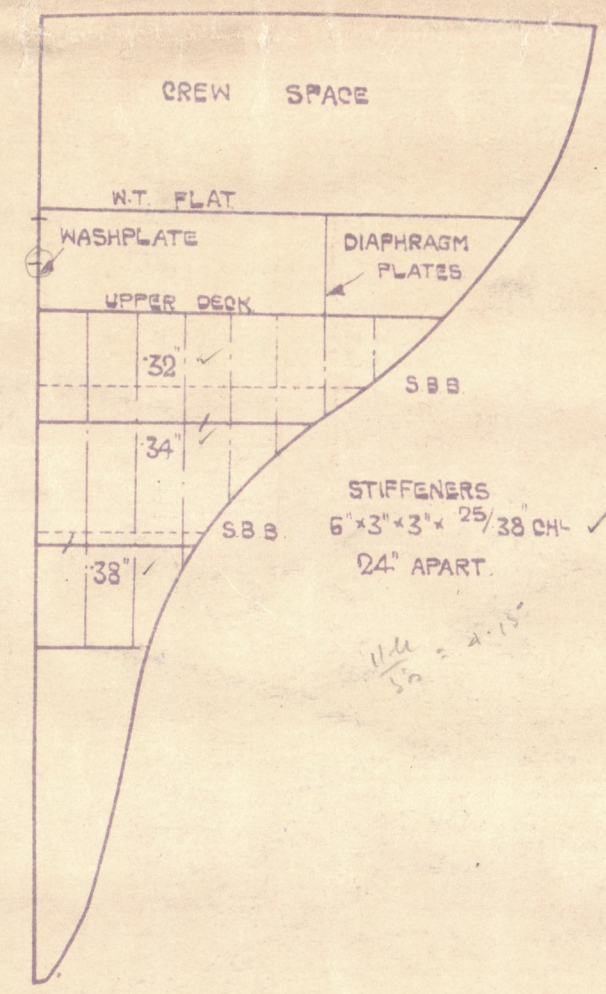 CREW SPACE
W.T. FLAT
WASHPLATE
DIAPHRAGM
PLATES
UPPER DECK.
.32"
S.B.B.
.34"
STIFFENERS
6" x 3" x 3" x 25/38" CHL
24" APART.
S.B.B.
.38"